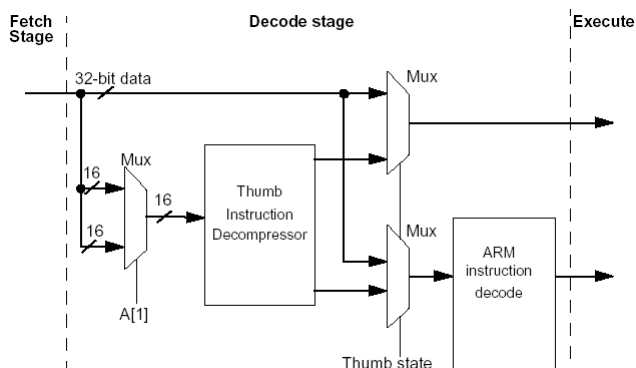 Fetch
Stage
Decode stage
Execute
32-bit data
Mux
16
Mux
16
16
Thumb
Instruction
Decompressor
Mux
ARM
instruction
decode
A[1]
Thumb state